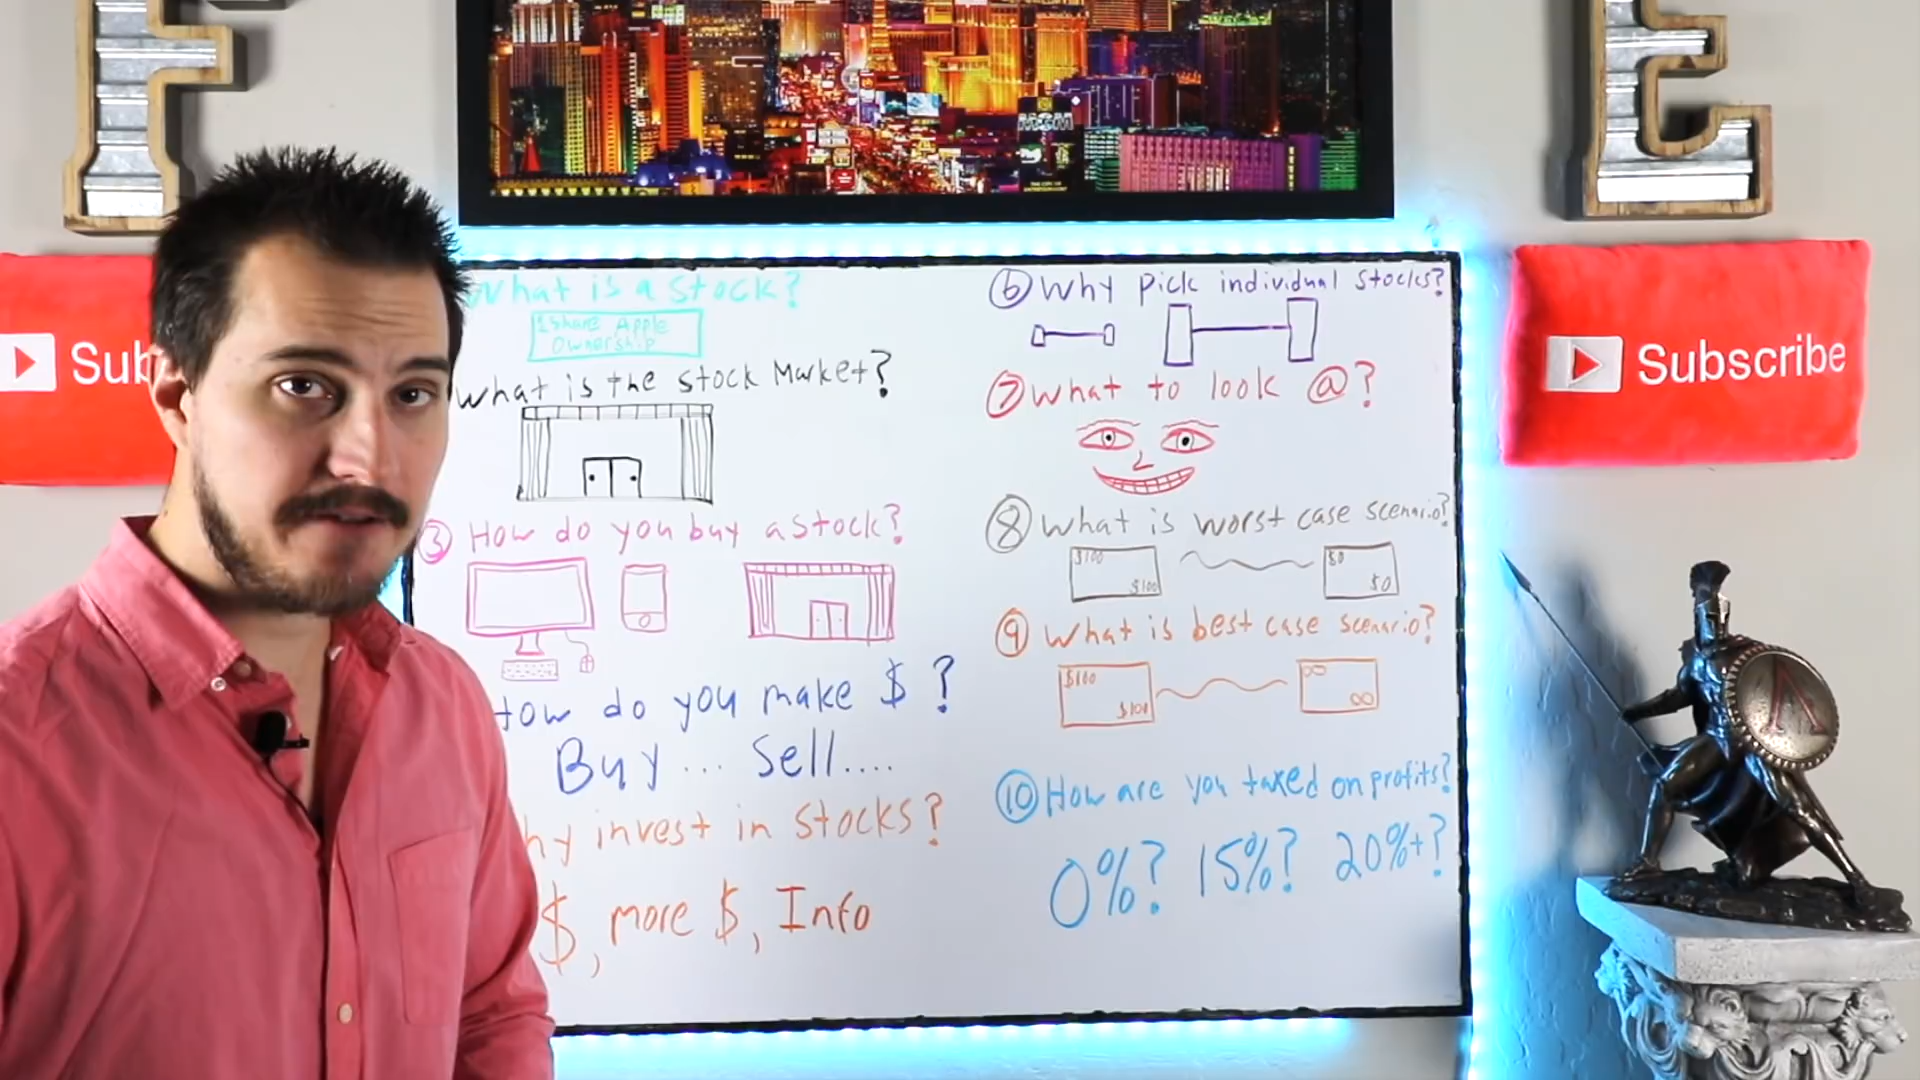 F
E
MGM
Sub
Subscribe
What is a stock?
1 Share Apple
Ownership
What is the stock Market?
③ How do you buy a stock?
How do you make $?
Buy... Sell....
hy invest in stocks?
$, more $, Info
⑥ Why pick individual stocks?
⑦ What to look @?
⑧ What is worst case scenario?
$100
$100
$0
$0
⑨ What is best case scenario?
$100
$100
∞
∞
⑩ How are you taxed on profits?
0%? 15%? 20%+?